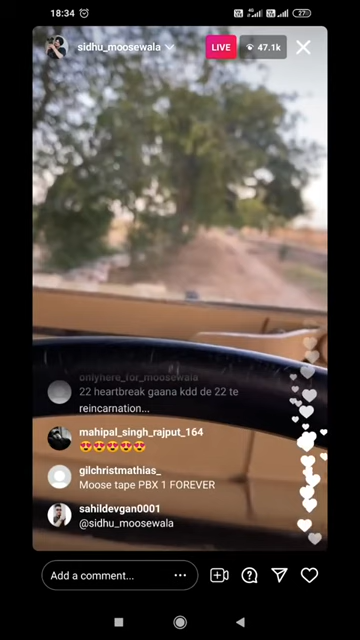 18:34
27
sidhu_moosewala
LIVE
47.1k
onlyhere_for_moosewala
22 heartbreak gaana kdd de 22 te
reincarnation...
mahipal_singh_rajput_164
😍😍😍😍😍
gilchristmathias_
Moose tape PBX 1 FOREVER
sahildevgan0001
@sidhu_moosewala
Add a comment...